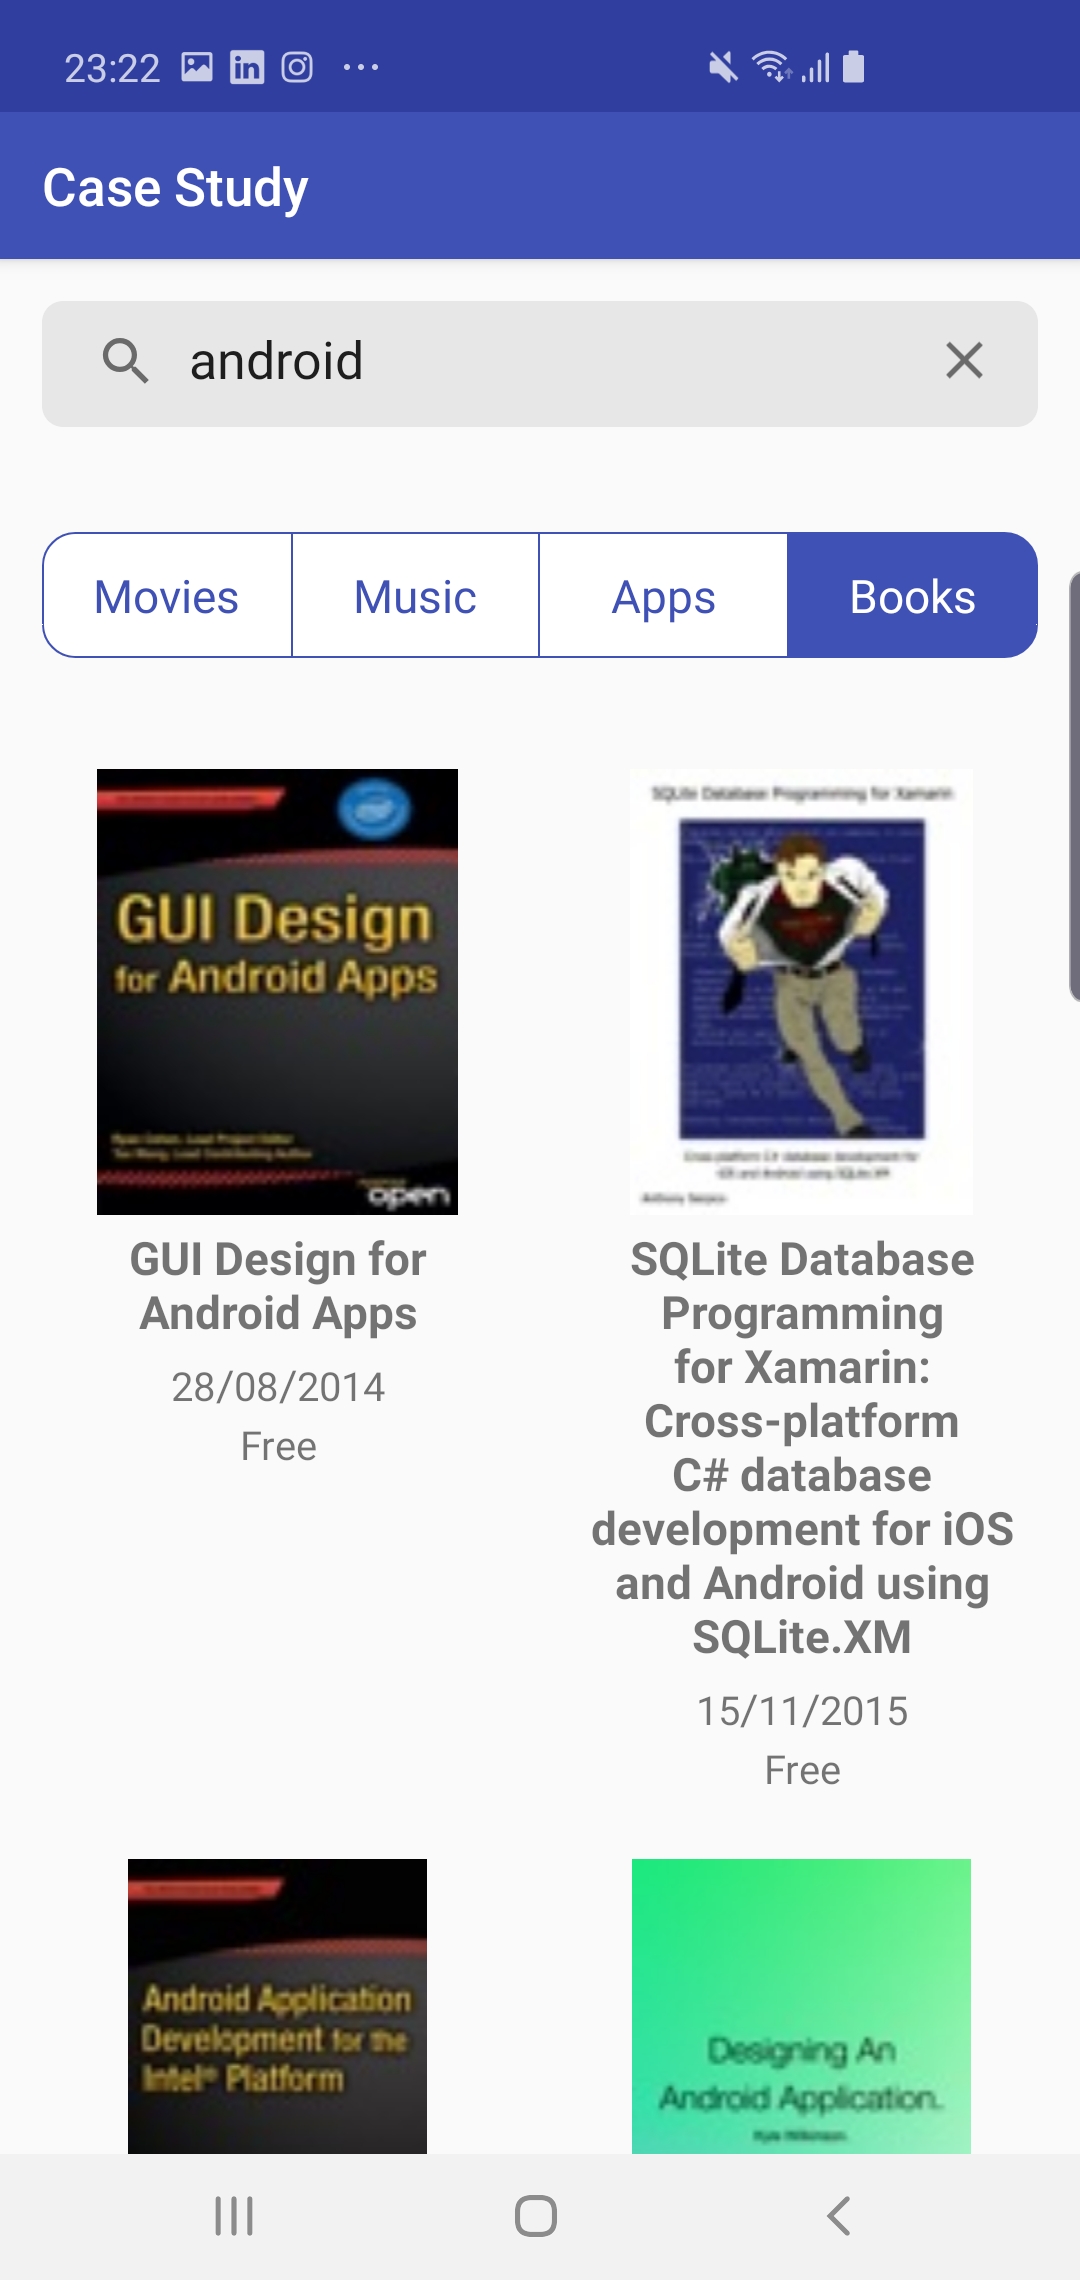 23:22
Case Study
android
Movies
Music
Apps
Books
GUI Design
for Android Apps
open
SQLite Database Programming for Xamarin
Cross-platform C# database development for
iOS and Android using SQLite.XM
GUI Design for
Android Apps
28/08/2014
Free
SQLite Database
Programming
for Xamarin:
Cross-platform
C# database
development for iOS
and Android using
SQLite.XM
15/11/2015
Free
Android Application
Development for the
Intel® Platform
Designing An
Android Application.
Kyle Wilkinson